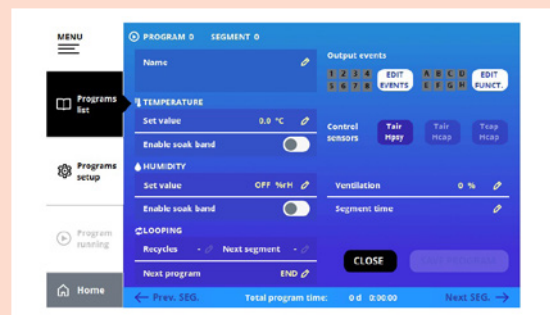 MENU
PROGRAM 0 SEGMENT 0
Name
Output events
1 2 3 4
5 6 7 8
EDIT
EVENTS
A B C D
E F G H
EDIT
FUNCT.
Programs
list
TEMPERATURE
Set value 0.0 °C
Enable soak band
Control
sensors
Tair
Hpsy
Tair
Hcap
Tcap
Hcap
Programs
setup
HUMIDITY
Set value OFF %rH
Enable soak band
Ventilation 0 %
Segment time
Program
running
LOOPING
Recycles - Next segment -
Next program END
CLOSE
Home
← Prev. SEG.
Total program time: 0 d 0:00:00
Next SEG. →